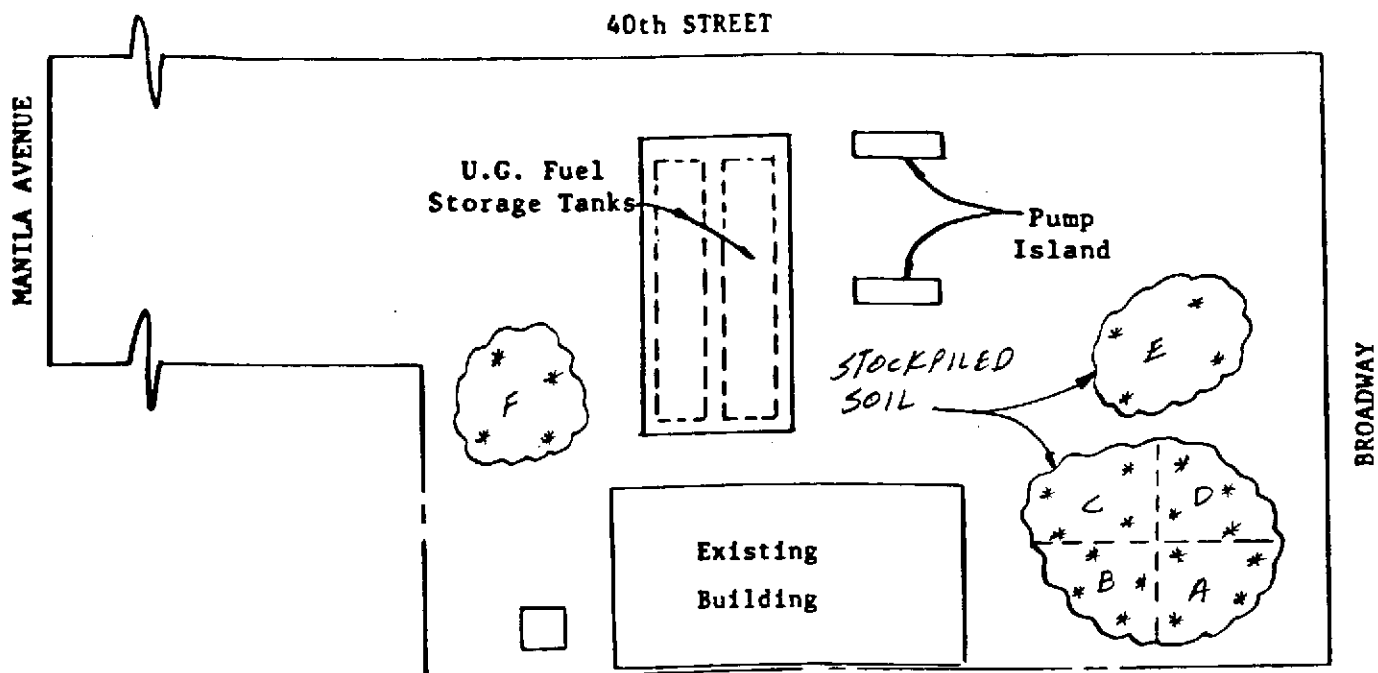 40th STREET
MANILA AVENUE
U.G. Fuel
Storage Tanks
Pump
Island
STOCKPILED
SOIL
E
F
BROADWAY
C
D
B
A
Existing
Building